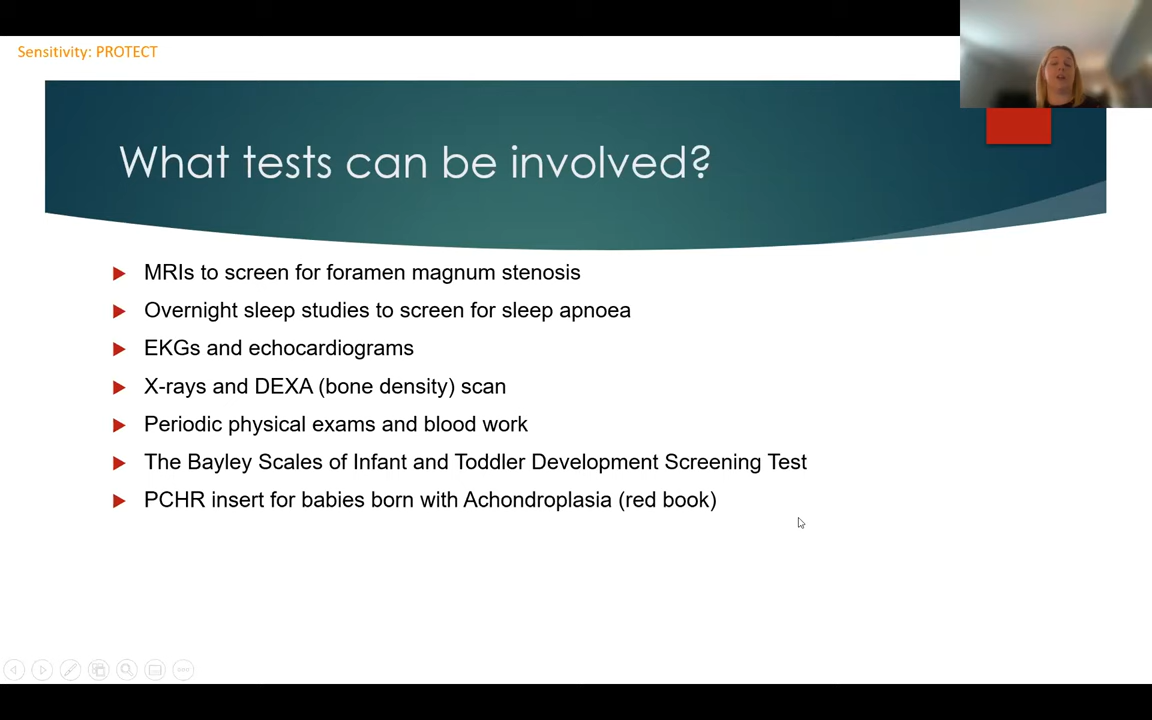 Sensitivity: PROTECT
What tests can be involved?
MRIs to screen for foramen magnum stenosis
Overnight sleep studies to screen for sleep apnoea
EKGs and echocardiograms
X-rays and DEXA (bone density) scan
Periodic physical exams and blood work
The Bayley Scales of Infant and Toddler Development Screening Test
PCHR insert for babies born with Achondroplasia (red book)